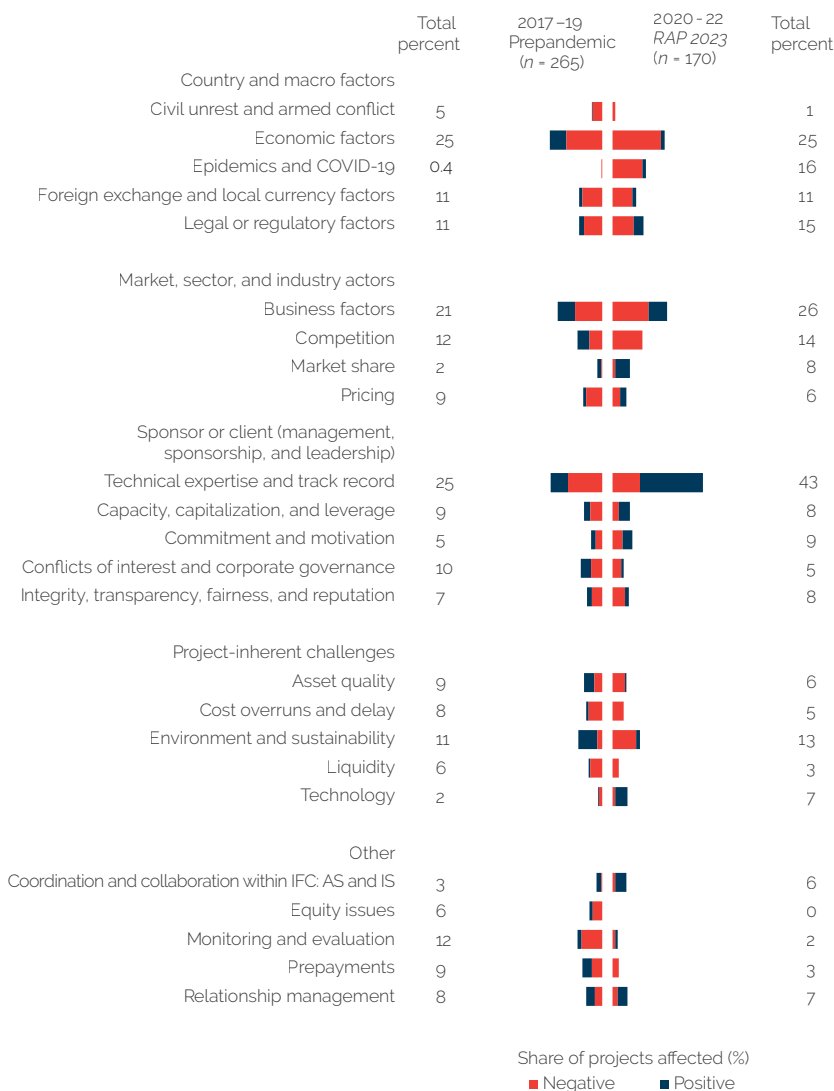 Total percent
2017–19 Prepandemic (n = 265)
2020-22 RAP 2023 (n = 170)
Total percent
Country and macro factors
Civil unrest and armed conflict 5 1
Economic factors 25 25
Epidemics and COVID-19 0.4 16
Foreign exchange and local currency factors 11 11
Legal or regulatory factors 11 15
Market, sector, and industry actors
Business factors 21 26
Competition 12 14
Market share 2 8
Pricing 9 6
Sponsor or client (management,
sponsorship, and leadership)
Technical expertise and track record 25 43
Capacity, capitalization, and leverage 9 8
Commitment and motivation 5 9
Conflicts of interest and corporate governance 10 5
Integrity, transparency, fairness, and reputation 7 8
Project-inherent challenges
Asset quality 9 6
Cost overruns and delay 8 5
Environment and sustainability 11 13
Liquidity 6 3
Technology 2 7
Other
Coordination and collaboration within IFC: AS and IS 3 6
Equity issues 6 0
Monitoring and evaluation 12 2
Prepayments 9 3
Relationship management 8 7
Share of projects affected (%)
Negative Positive